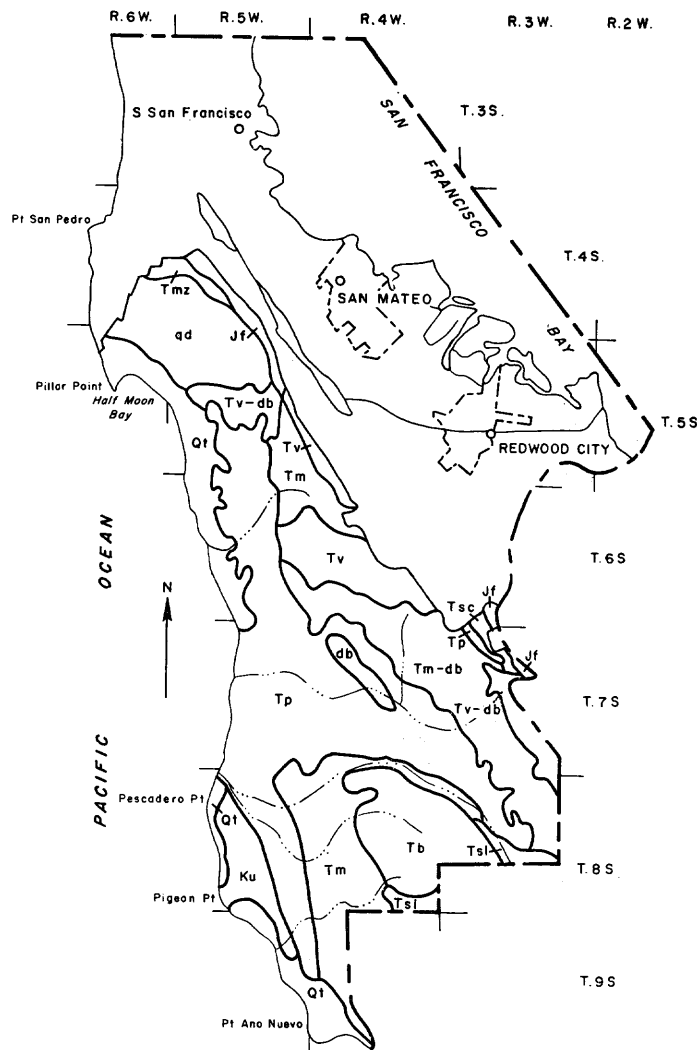 R.6W. R.5W. R.4W. R.3W. R.2W.
S San Francisco
SAN FRANCISCO BAY
T.3S.
Pt San Pedro
T.4S.
Tmz
SAN MATEO
qd
Jf
Pillar Point
Half Moon
Bay
Tv-db
T.5S
Qt
Tv
REDWOOD CITY
Tm
PACIFIC OCEAN
Tv
T.6S
N
Jf
Tsc
Tp
Jf
db
Tm-db
Tp
Tv-db
T.7S
Pescadero Pt
Qt
Tb
Ku
Tm
Tsl
T.8S
Pigeon Pt
Tsl
Qt
T.9S
Pt Ano Nuevo